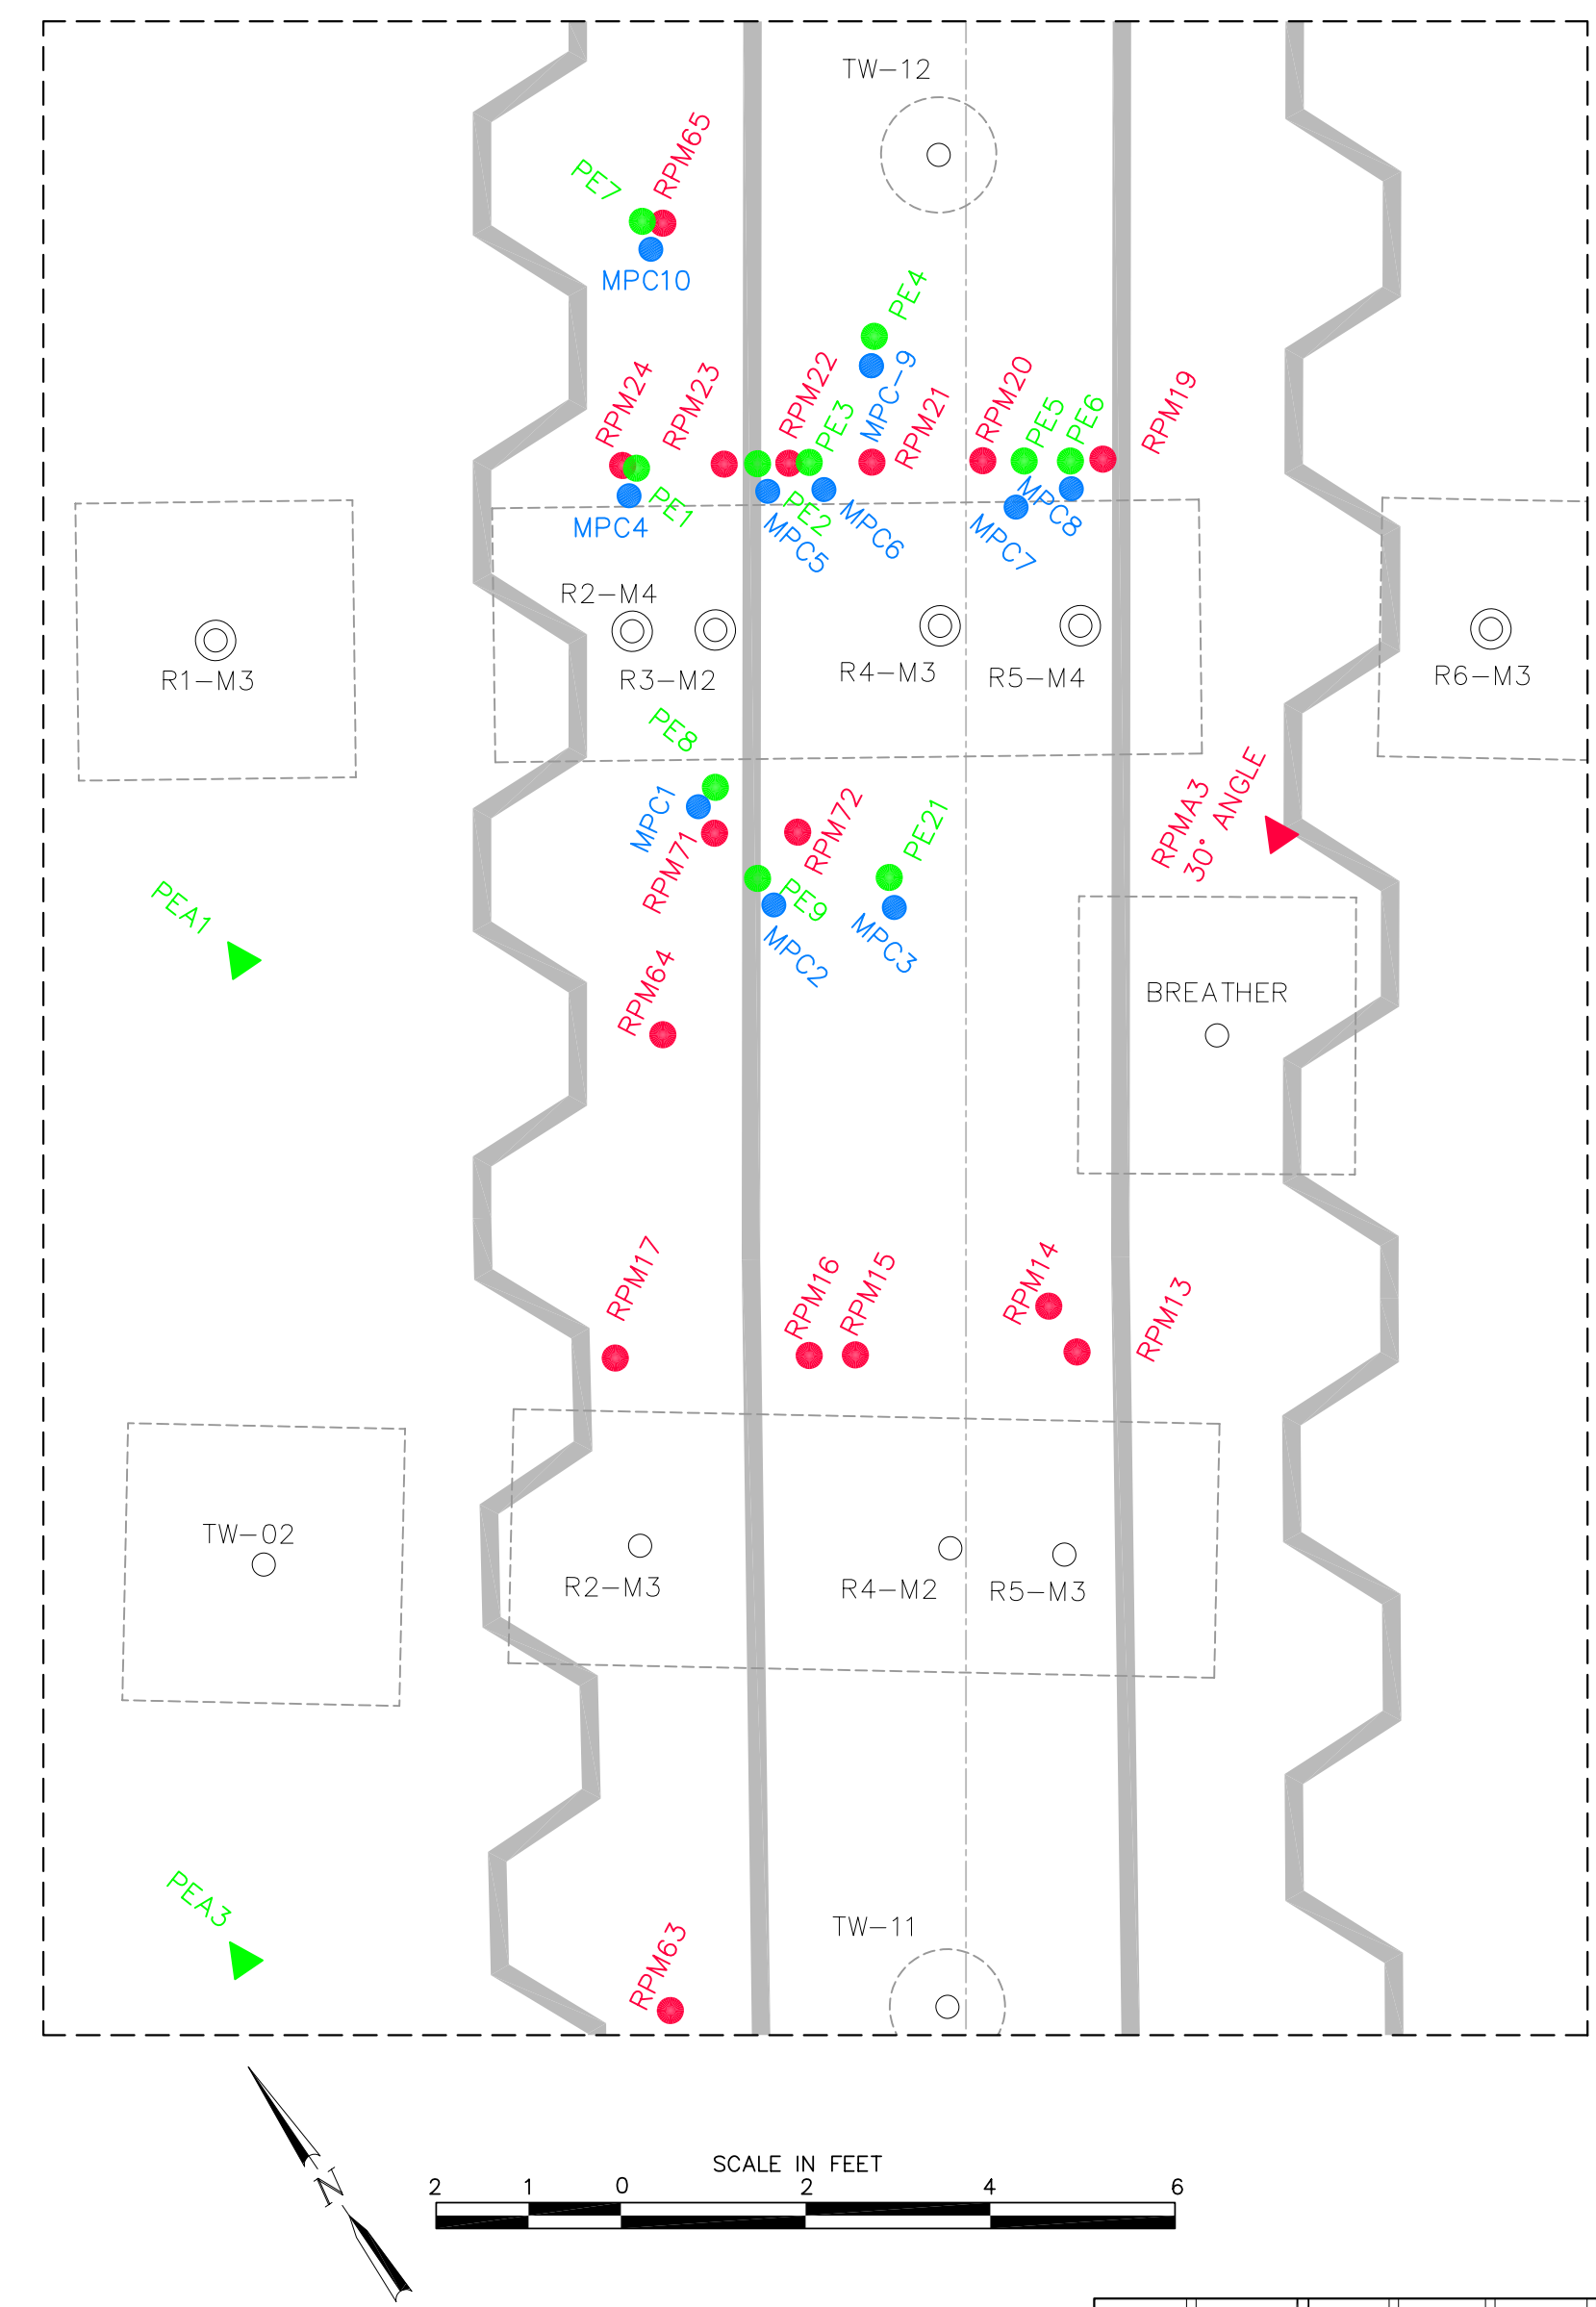 TW-12
RPM65
PE7
MPC10
PE4
MPC-9
RPM24
RPM23
RPM22
PE3
RPM21
RPM20
PE5
PE6
RPM19
MPC4
PE1
PE2
MPC5
MPC6
MPC7
MPC8
R2-M4
R1-M3
R3-M2
R4-M3
R5-M4
R6-M3
PE8
MPC1
RPM71
RPM72
PE21
RPMA3
30° ANGLE
PEA1
PE9
MPC2
MPC3
RPM64
BREATHER
RPM17
RPM16
RPM15
RPM14
RPM13
TW-02
R2-M3
R4-M2
R5-M3
PEA3
TW-11
RPM63
N
SCALE IN FEET
2 1 0 2 4 6